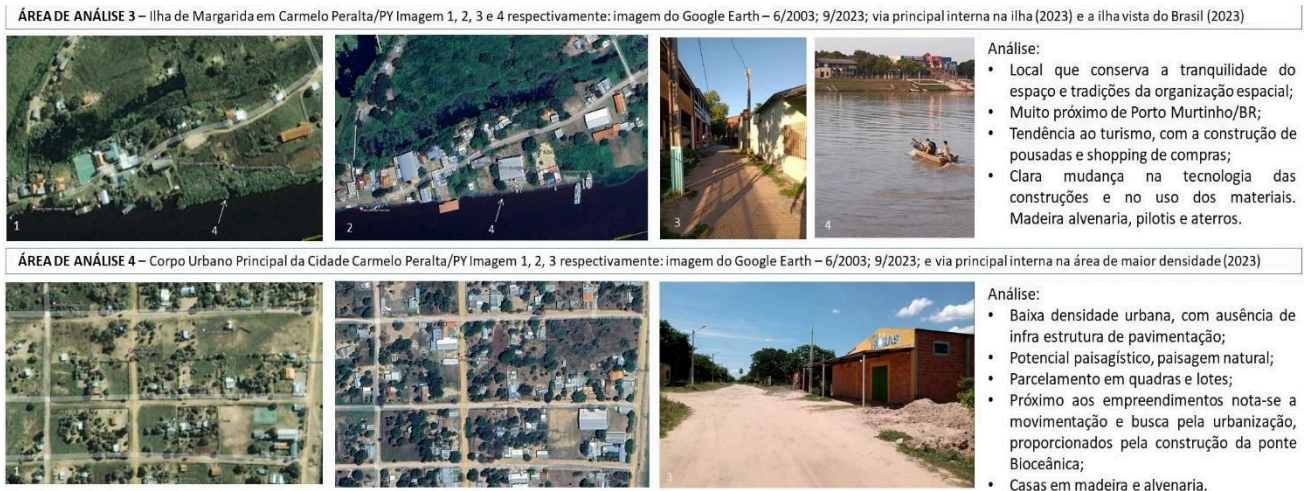 ÁREA DE ANÁLISE 3 – Ilha de Margarida em Carmelo Peralta/PY Imagem 1, 2, 3 e 4 respectivamente: imagem do Google Earth – 6/2003; 9/2023; via principal interna na ilha (2023) e a ilha vista do Brasil (2023)
1
4
2
4
3
4
Análise:
• Local que conserva a tranquilidade do
espaço e tradições da organização espacial;
• Muito próximo de Porto Murtinho/BR;
• Tendência ao turismo, com a construção de
pousadas e shopping de compras;
• Clara mudança na tecnologia das
construções e no uso dos materiais.
Madeira alvenaria, pilotis e aterros.
ÁREA DE ANÁLISE 4 – Corpo Urbano Principal da Cidade Carmelo Peralta/PY Imagem 1, 2, 3 respectivamente: imagem do Google Earth – 6/2003; 9/2023; e via principal interna na área de maior densidade (2023)
1
2
3
Análise:
• Baixa densidade urbana, com ausência de
infra estrutura de pavimentação;
• Potencial paisagístico, paisagem natural;
• Parcelamento em quadras e lotes;
• Próximo aos empreendimentos nota-se a
movimentação e busca pela urbanização,
proporcionados pela construção da ponte
Bioceânica;
• Casas em madeira e alvenaria.